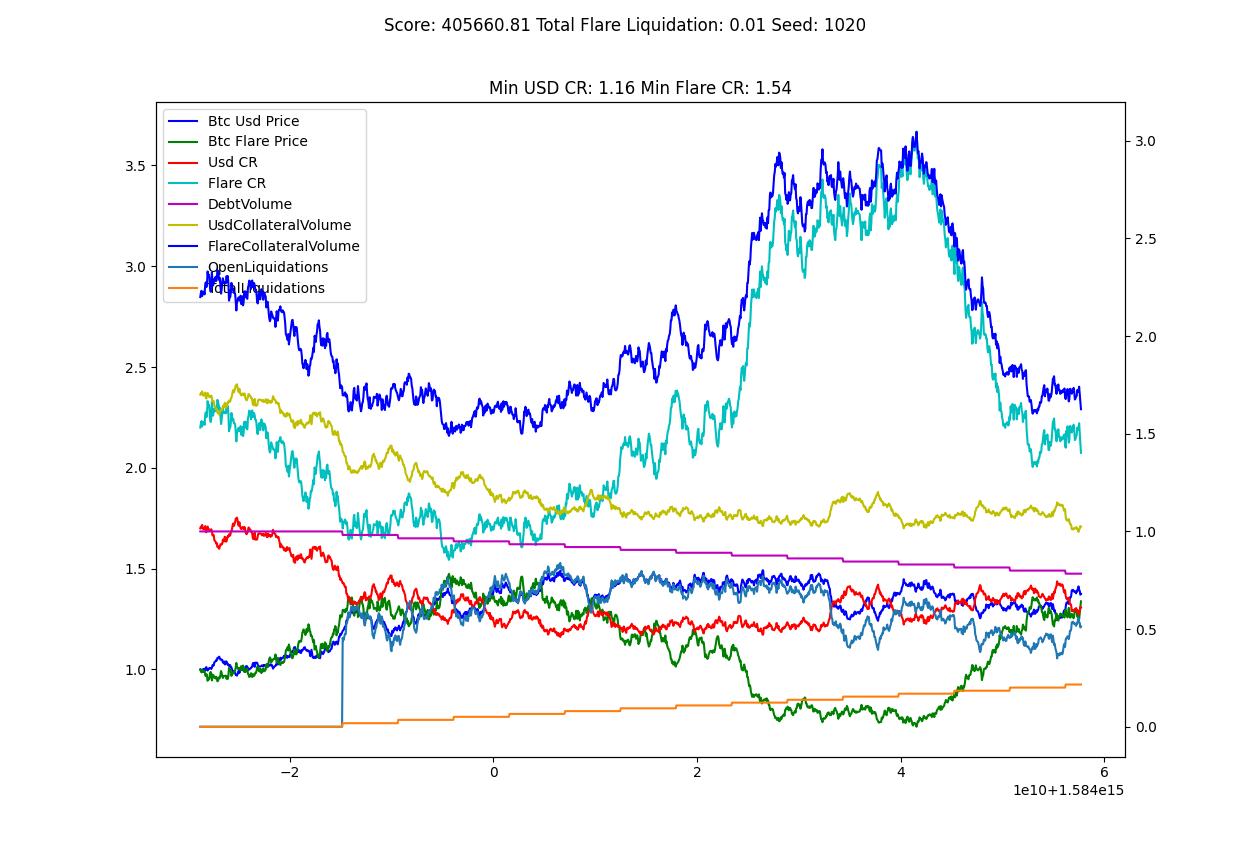 Score: 405660.81 Total Flare Liquidation: 0.01 Seed: 1020
Min USD CR: 1.16 Min Flare CR: 1.54
Btc Usd Price
Btc Flare Price
Usd CR
Flare CR
DebtVolume
UsdCollateralVolume
FlareCollateralVolume
OpenLiquidations
TotalLiquidations
3.5
3.0
2.5
2.0
1.5
1.0
3.0
2.5
2.0
1.5
1.0
0.5
0.0
−2 0 2 4 6
1e10+1.584e15